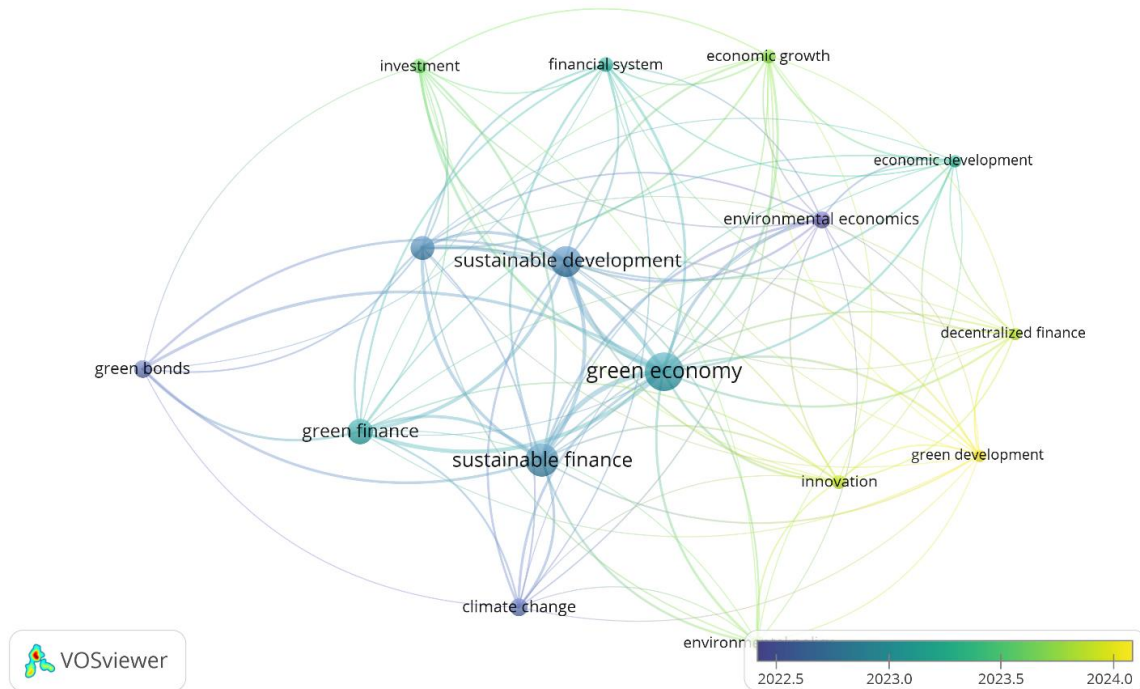 investment
financial system
economic growth
economic development
environmental economics
sustainable development
decentralized finance
green bonds
green economy
green finance
sustainable finance
green development
innovation
climate change
VOSviewer
2022.5 2023.0 2023.5 2024.0